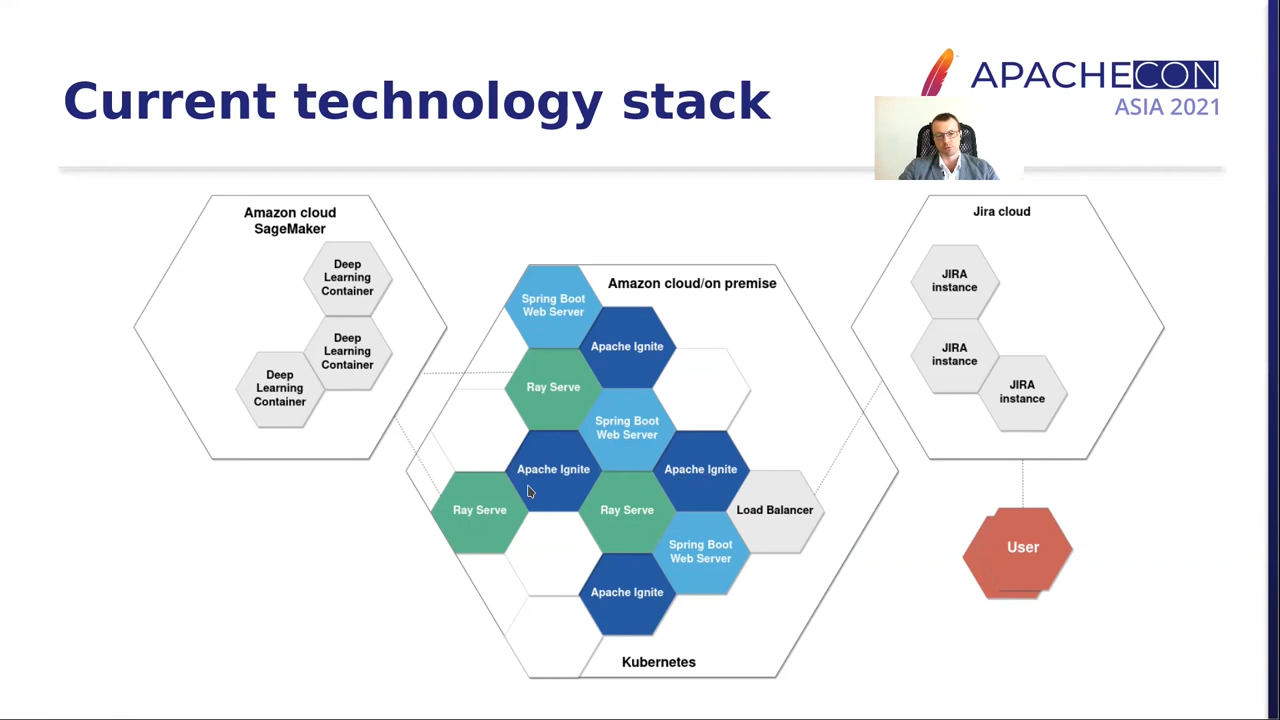 Current technology stack
APACHECON
ASIA 2021
Amazon cloud
SageMaker
Deep
Learning
Container
Deep
Learning
Container
Deep
Learning
Container
Amazon cloud/on premise
Spring Boot
Web Server
Apache Ignite
Ray Serve
Spring Boot
Web Server
Apache Ignite
Apache Ignite
Ray Serve
Ray Serve
Load Balancer
Spring Boot
Web Server
Apache Ignite
Kubernetes
Jira cloud
JIRA
instance
JIRA
instance
JIRA
instance
User